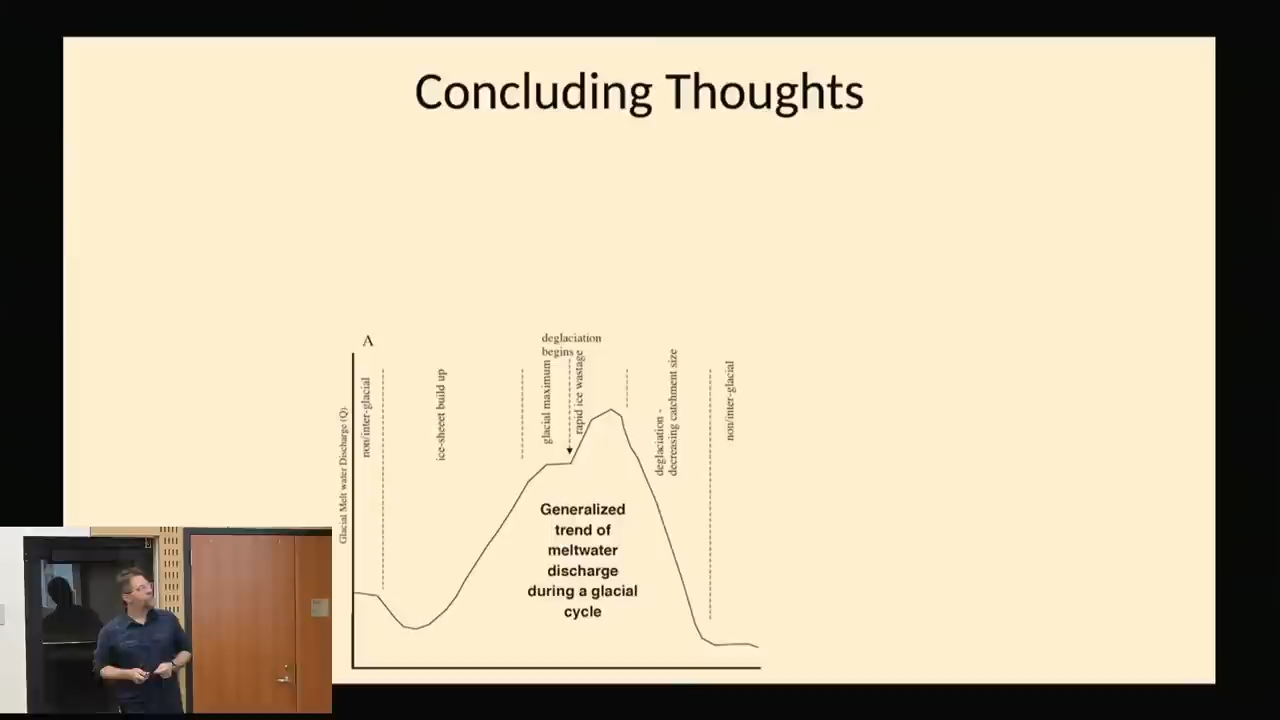 Concluding Thoughts
A
deglaciation
begins
Glacial Melt water Discharge (Q)
non/inter-glacial
ice-sheeet build up
glacial maximum
rapid ice wastage
deglaciation -
decreasing catchment size
non/inter-glacial
Generalized
trend of
meltwater
discharge
during a glacial
cycle